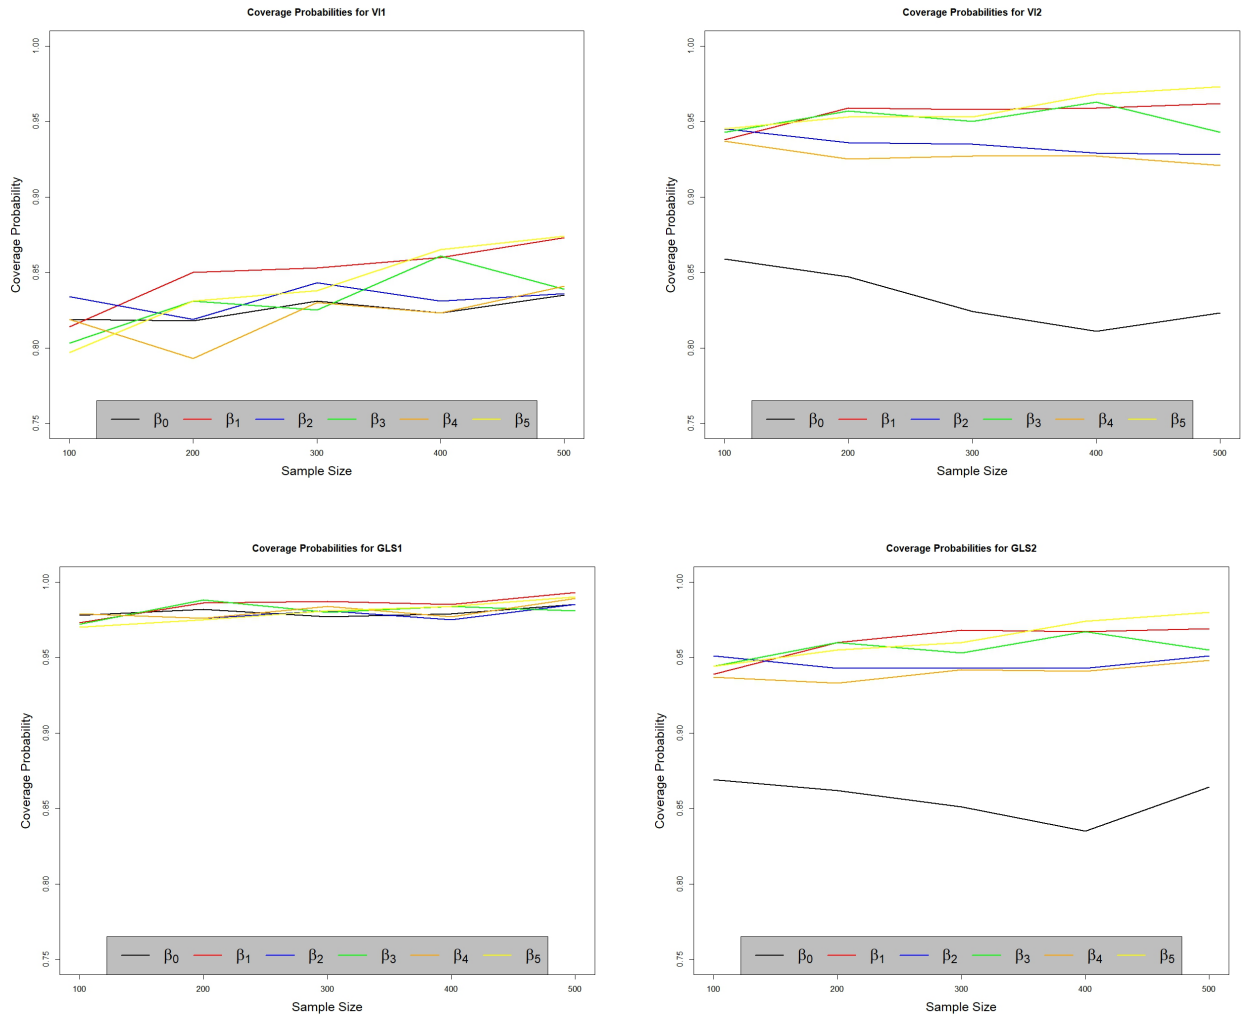 Coverage Probabilities for VI1
Coverage Probability
1.00
0.95
0.90
0.85
0.80
0.75
β0 β1 β2 β3 β4 β5
100 200 300 400 500
Sample Size
Coverage Probabilities for VI2
Coverage Probability
1.00
0.95
0.90
0.85
0.80
0.75
β0 β1 β2 β3 β4 β5
100 200 300 400 500
Sample Size
Coverage Probabilities for GLS1
Coverage Probability
1.00
0.95
0.90
0.85
0.80
0.75
β0 β1 β2 β3 β4 β5
100 200 300 400 500
Sample Size
Coverage Probabilities for GLS2
Coverage Probability
1.00
0.95
0.90
0.85
0.80
0.75
β0 β1 β2 β3 β4 β5
100 200 300 400 500
Sample Size